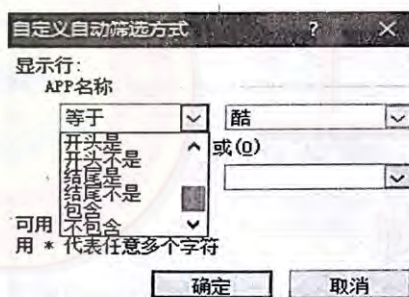 自定义自动筛选方式 ? ×
显示行:
APP名称
等于 酷
开头是
开头不是
结尾是
结尾不是
包含
不包含
或(O)
可用
用 * 代表任意多个字符
确定 取消